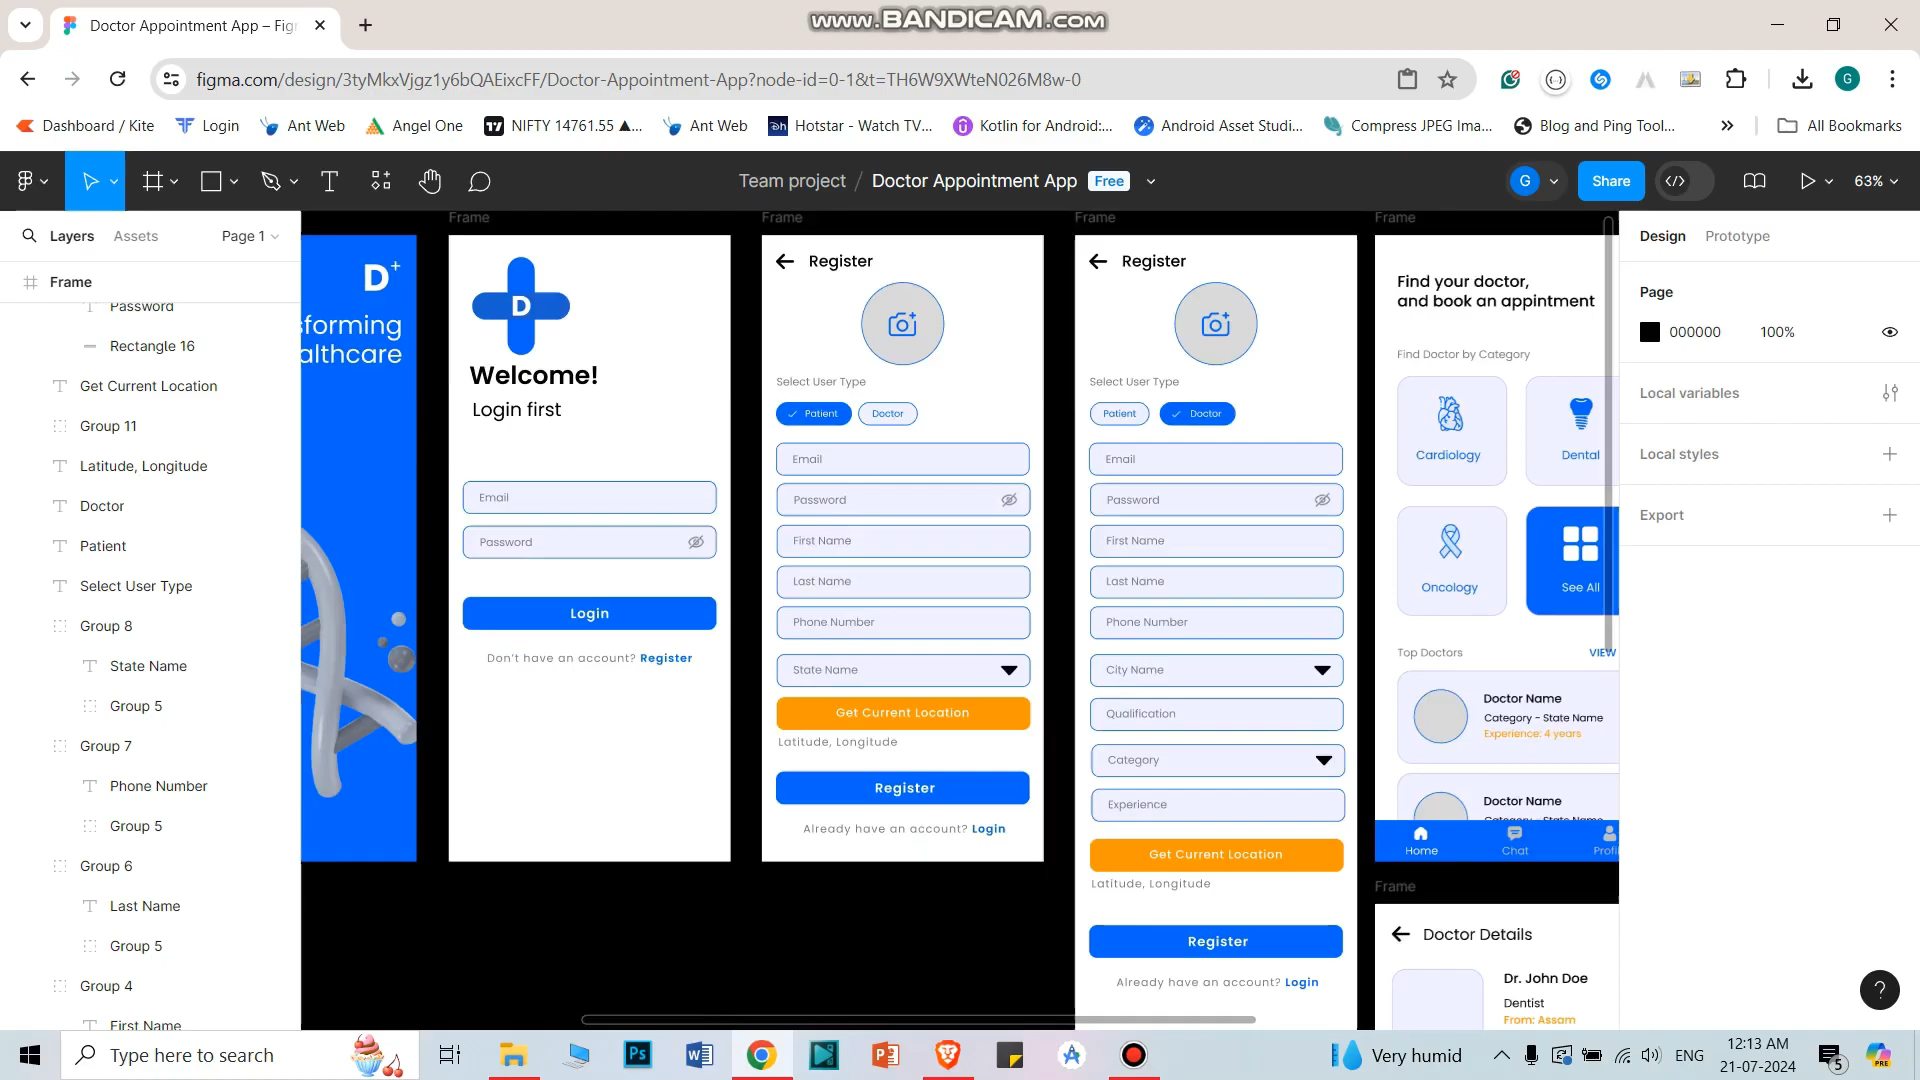 Doctor Appointment App – Fig
www.BANDICAM.com
figma.com/design/3tyMkxVjgz1y6bQAEixcFF/Doctor-Appointment-App?node-id=0-1&t=TH6W9XWteN026M8w-0
G
Dashboard / Kite
Login
Ant Web
Angel One
NIFTY 14761.55 ▲...
Ant Web
Hotstar - Watch TV...
Kotlin for Android:...
Android Asset Studi...
Compress JPEG Ima...
Blog and Ping Tool...
All Bookmarks
Team project / Doctor Appointment App
Free
G
Share
63%
Layers
Assets
Page 1
Frame
Password
Rectangle 16
Get Current Location
Group 11
Latitude, Longitude
Doctor
Patient
Select User Type
Group 8
State Name
Group 5
Group 7
Phone Number
Group 5
Group 6
Last Name
Group 5
Group 4
First Name
D+
sforming
althcare
Frame
D
Welcome!
Login first
Email
Password
Login
Don't have an account? Register
Frame
Register
Select User Type
Patient
Doctor
Email
Password
First Name
Last Name
Phone Number
State Name
Get Current Location
Latitude, Longitude
Register
Already have an account? Login
Frame
Register
Select User Type
Patient
Doctor
Email
Password
First Name
Last Name
Phone Number
City Name
Qualification
Category
Experience
Get Current Location
Latitude, Longitude
Register
Already have an account? Login
Frame
Find your doctor,
and book an appintment
Find Doctor by Category
Cardiology
Dental
Oncology
See All
Top Doctors
VIEW
Doctor Name
Category - State Name
Experience: 4 years
Doctor Name
Category - State Name
Home
Chat
Profil
Frame
Doctor Details
Dr. John Doe
Dentist
From: Assam
Design
Prototype
Page
000000
100%
Local variables
Local styles
Export
?
Type here to search
Ps
W
P
Very humid
ENG
12:13 AM
21-07-2024
5
PRE